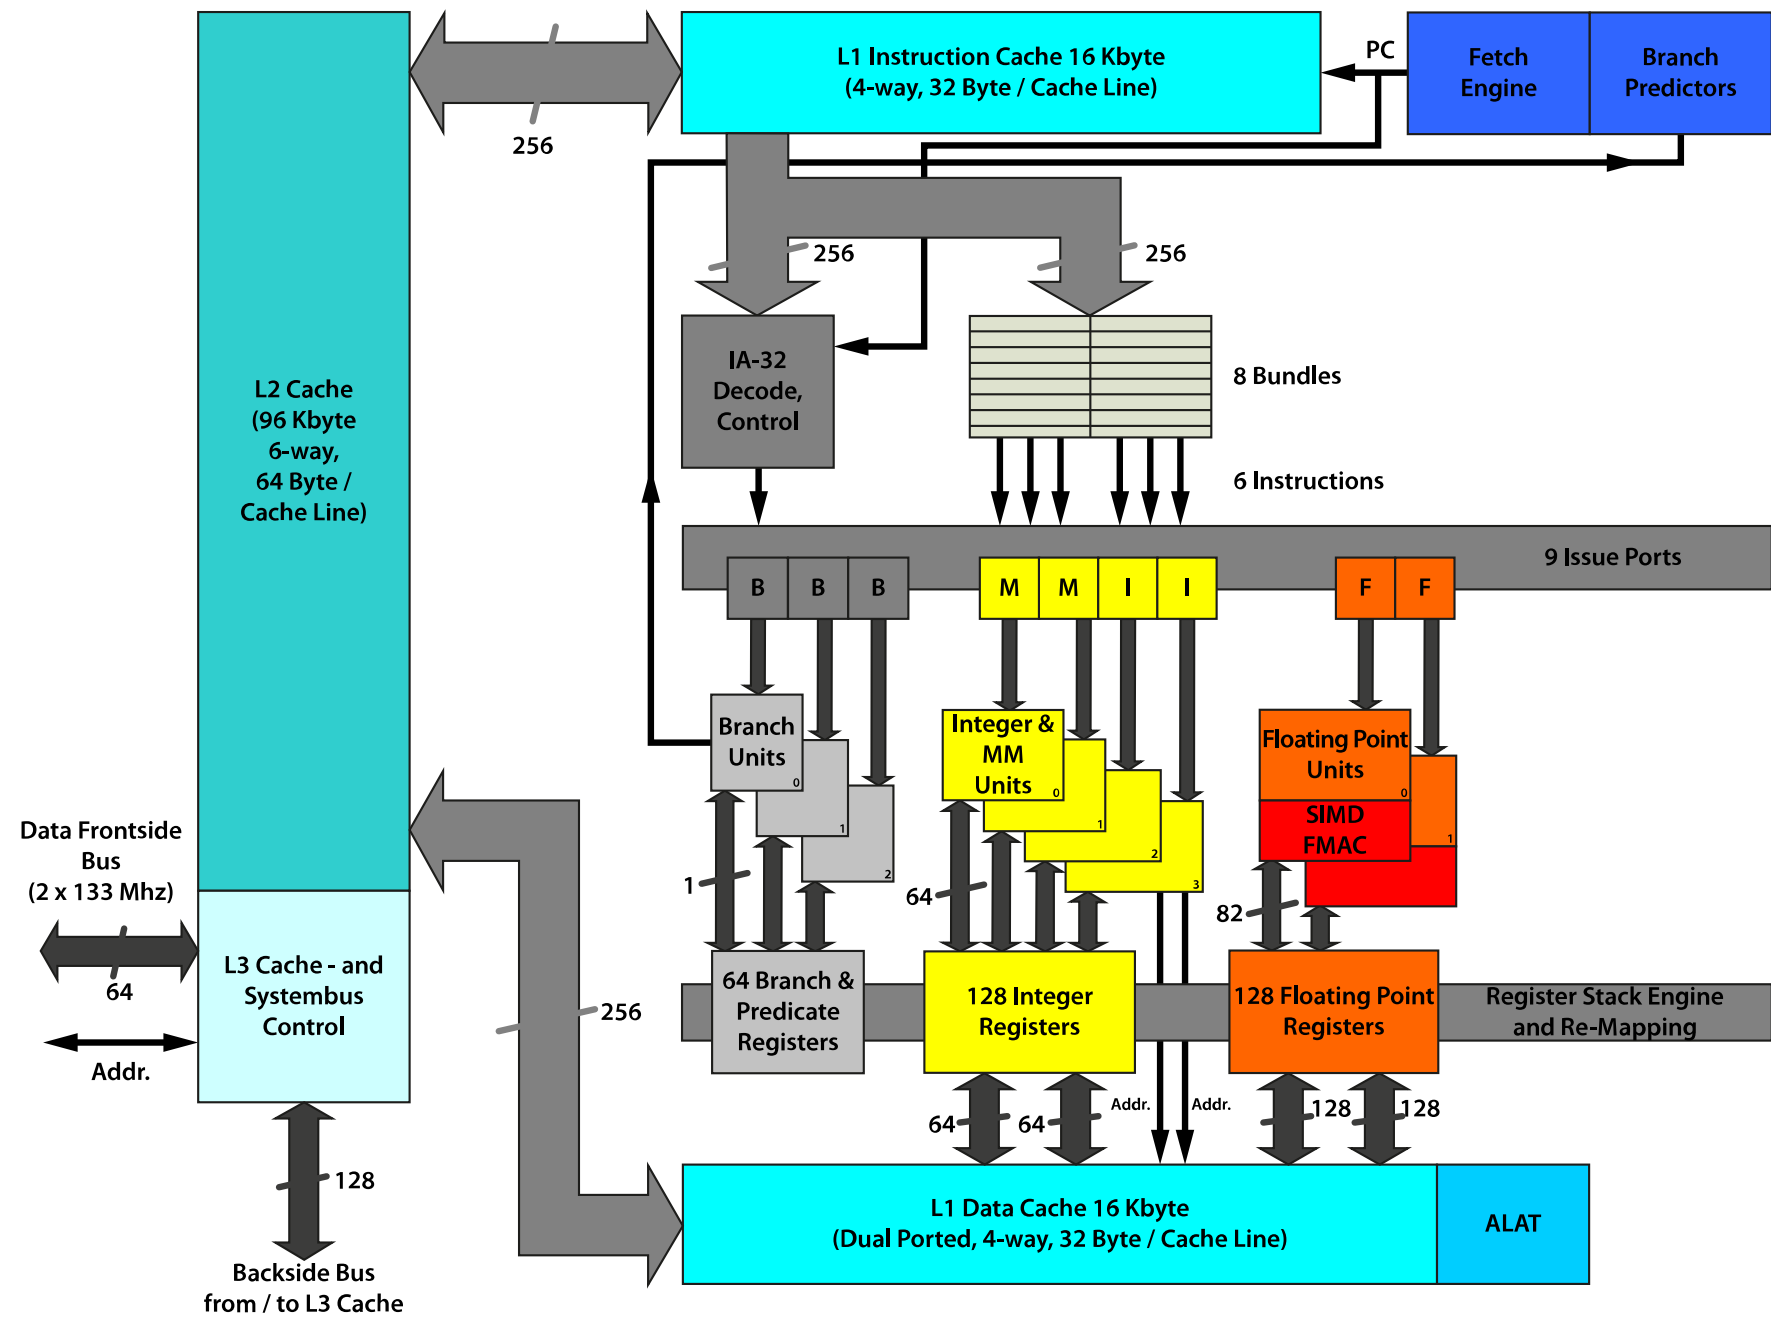 L1 Instruction Cache 16 Kbyte
(4-way, 32 Byte / Cache Line)
PC
Fetch
Engine
Branch
Predictors
256
256
256
L2 Cache
(96 Kbyte
6-way,
64 Byte /
Cache Line)
IA-32
Decode,
Control
8 Bundles
6 Instructions
9 Issue Ports
B
B
B
M
M
I
I
F
F
Branch
Units
0
1
2
Integer &
MM
Units
0
1
2
3
Floating Point
Units
0
SIMD
FMAC
1
Data Frontside
Bus
(2 x 133 Mhz)
64
Addr.
L3 Cache - and
Systembus
Control
1
64
82
256
64 Branch &
Predicate
Registers
128 Integer
Registers
128 Floating Point
Registers
Register Stack Engine
and Re-Mapping
64
64
Addr.
Addr.
128
128
128
L1 Data Cache 16 Kbyte
(Dual Ported, 4-way, 32 Byte / Cache Line)
ALAT
Backside Bus
from / to L3 Cache